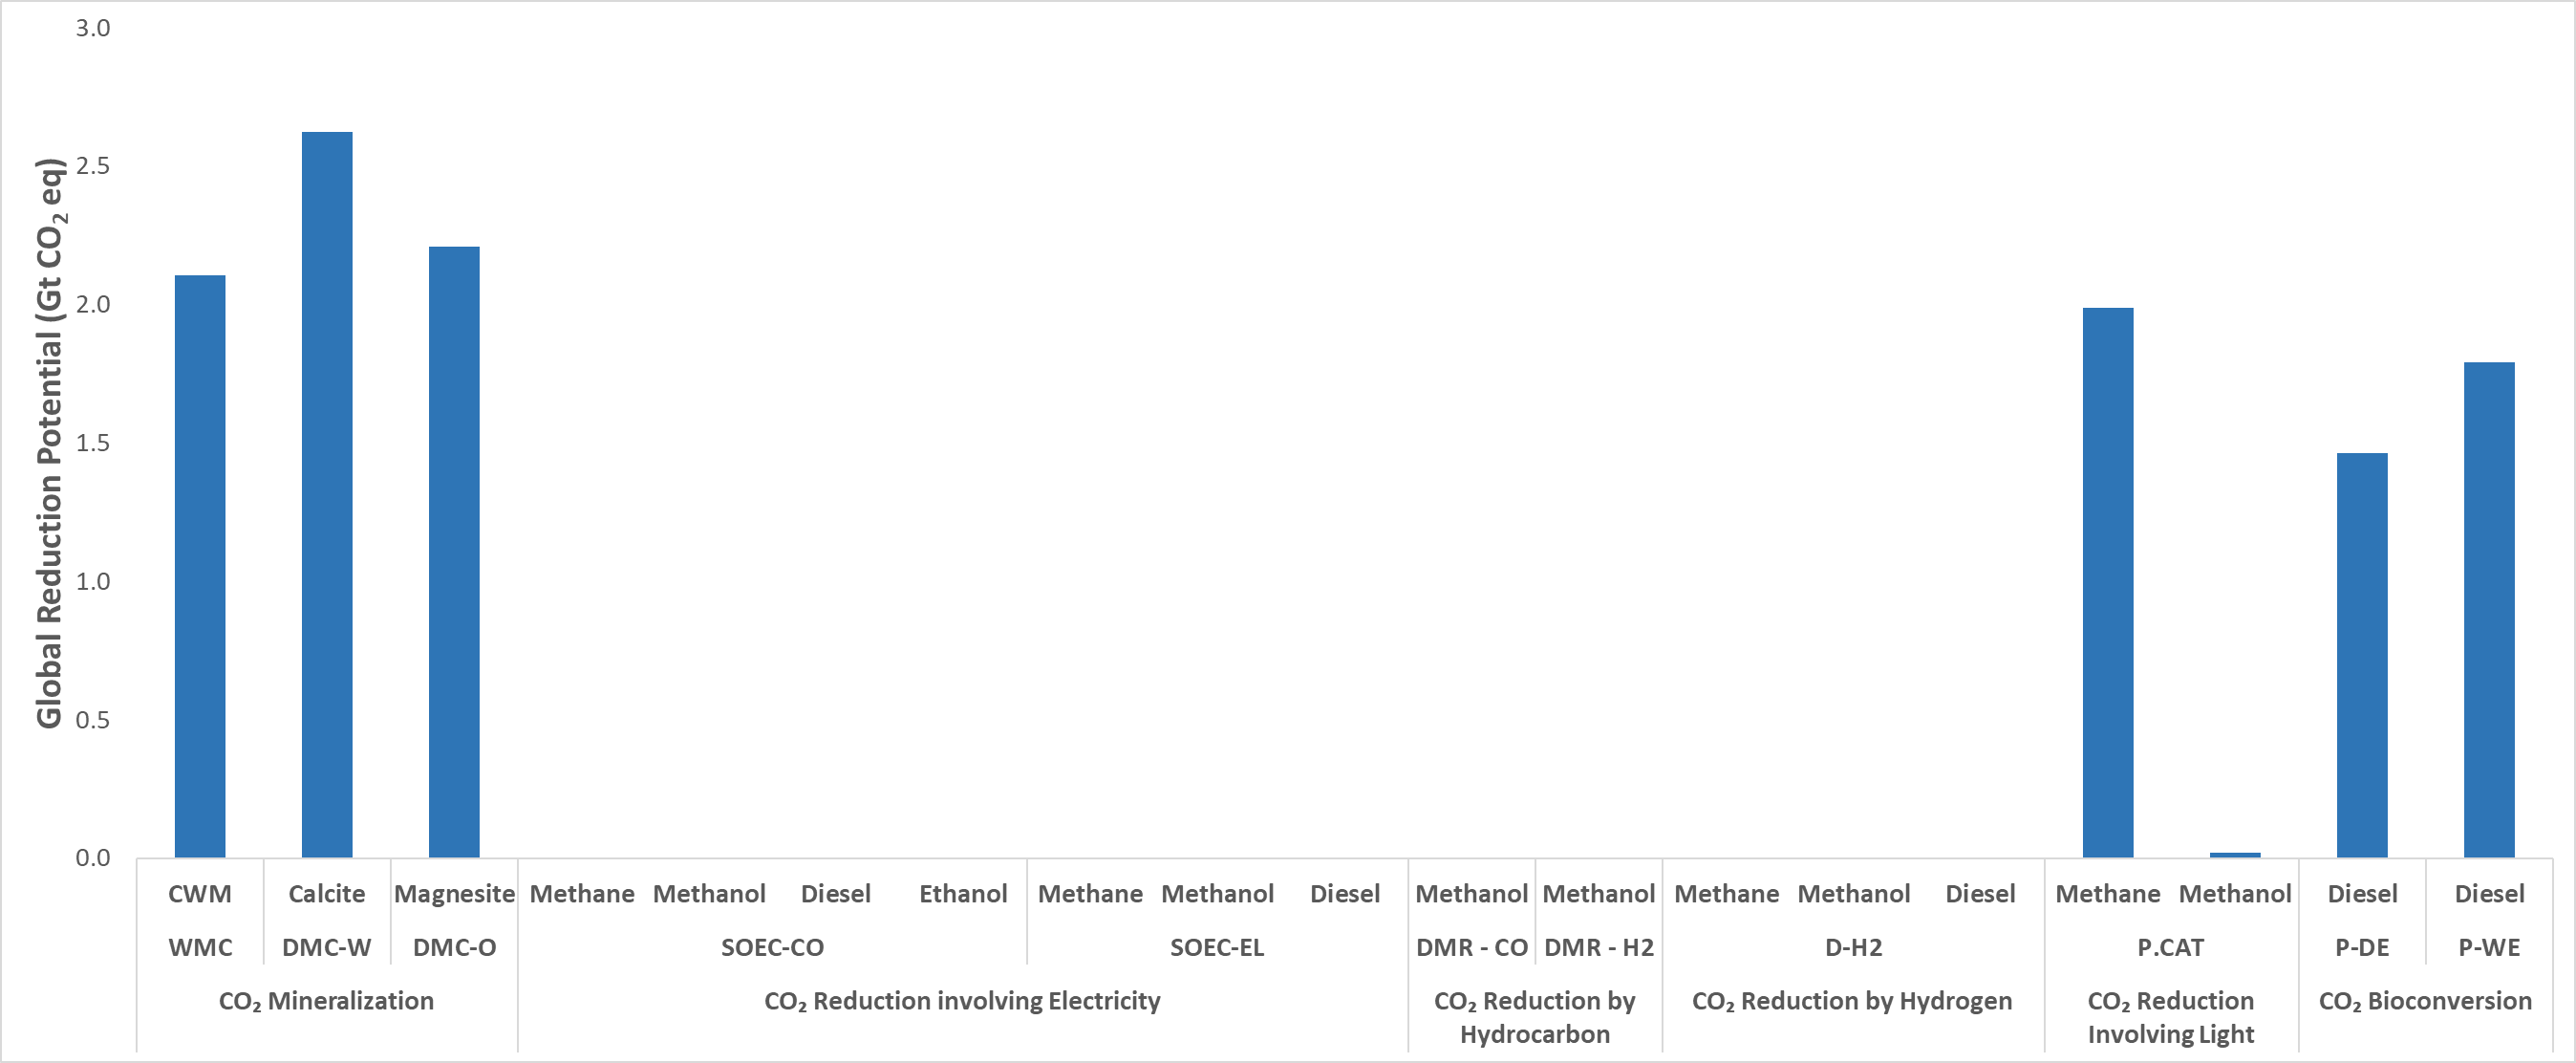 Global Reduction Potential (Gt CO₂ eq)
3.0
2.5
2.0
1.5
1.0
0.5
0.0
CWM Calcite Magnesite Methane Methanol Diesel Ethanol Methane Methanol Diesel Methanol Methanol Methane Methanol Diesel Methane Methanol Diesel Diesel
WMC DMC-W DMC-O SOEC-CO SOEC-EL DMR - CO DMR - H2 D-H2 P.CAT P-DE P-WE
CO₂ Mineralization CO₂ Reduction involving Electricity CO₂ Reduction by CO₂ Reduction by Hydrogen CO₂ Reduction CO₂ Bioconversion
Hydrocarbon Involving Light